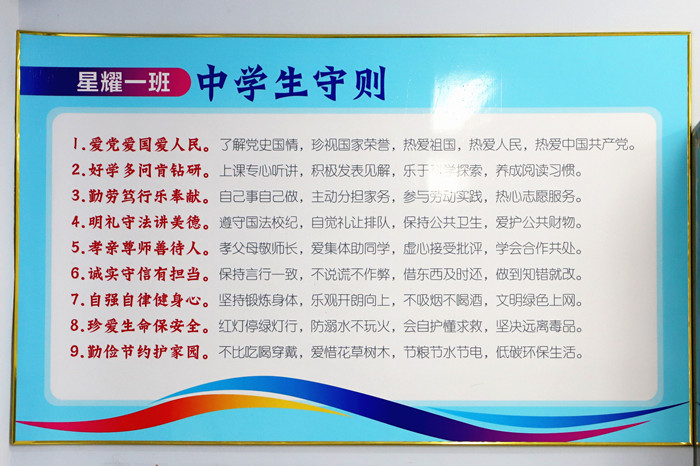 星耀一班 中学生守则
1.爱党爱国爱人民。了解党史国情，珍视国家荣誉，热爱祖国，热爱人民，热爱中国共产党。
2.好学多问肯钻研。上课专心听讲，积极发表见解，乐于科学探索，养成阅读习惯。
3.勤劳笃行乐奉献。自己事自己做，主动分担家务，参与劳动实践，热心志愿服务。
4.明礼守法讲美德。遵守国法校纪，自觉礼让排队，保持公共卫生，爱护公共财物。
5.孝亲尊师善待人。孝父母敬师长，爱集体助同学，虚心接受批评，学会合作共处。
6.诚实守信有担当。保持言行一致，不说谎不作弊，借东西及时还，做到知错就改。
7.自强自律健身心。坚持锻炼身体，乐观开朗向上，不吸烟不喝酒，文明绿色上网。
8.珍爱生命保安全。红灯停绿灯行，防溺水不玩火，会自护懂求救，坚决远离毒品。
9.勤俭节约护家园。不比吃喝穿戴，爱惜花草树木，节粮节水节电，低碳环保生活。